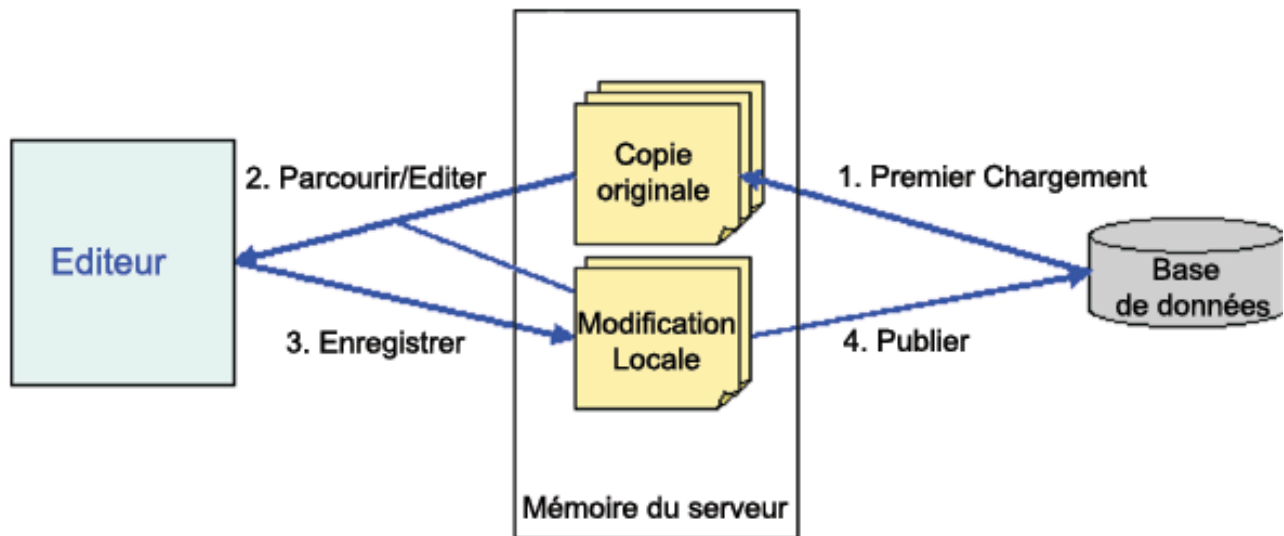 Copie
originale
2. Parcourir/Editer
1. Premier Chargement
Editeur
Base
de données
Modification
Locale
3. Enregistrer
4. Publier
Mémoire du serveur